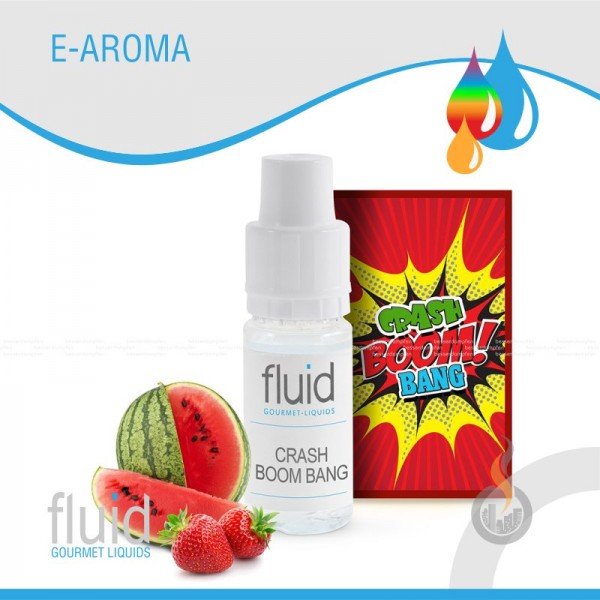 E-AROMA
CRASH
BOOM!
BANG
fluid
GOURMET-LIQUIDS
CRASH
BOOM BANG
fluid
GOURMET LIQUIDS